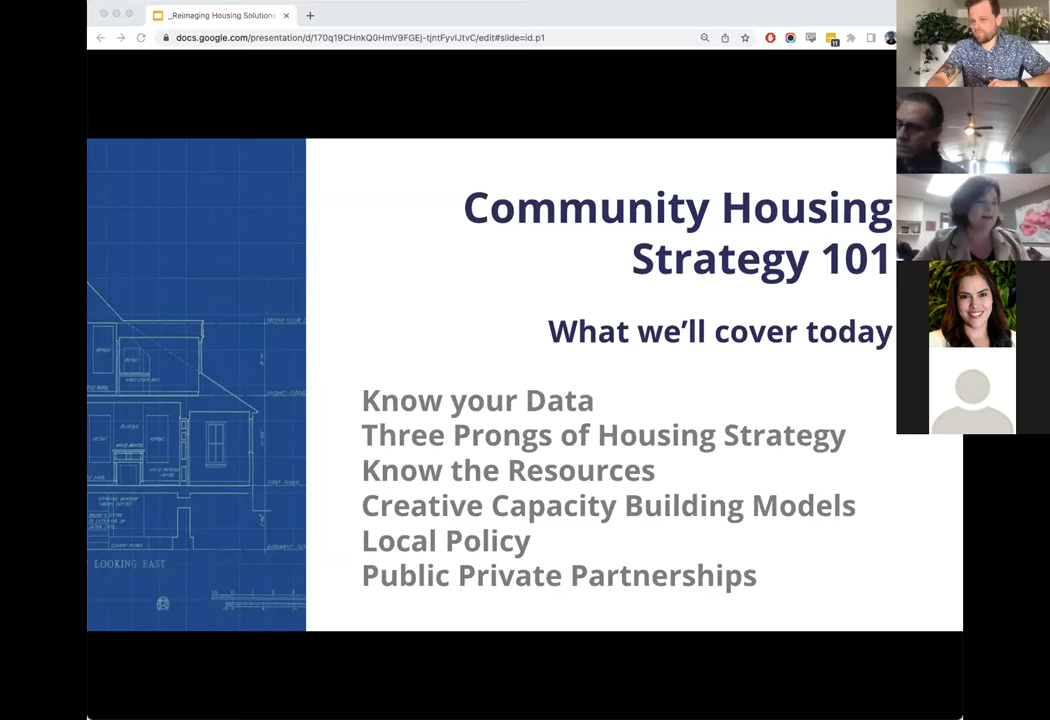 _Reimaging Housing Solutions
docs.google.com/presentation/d/170q19CHnkQ0HmV9FGEj-tjntFyvIJtvC/edit#slide=id.p1
11
Community Housing
Strategy 101
What we'll cover today
Know your Data
Three Prongs of Housing Strategy
Know the Resources
Creative Capacity Building Models
Local Policy
Public Private Partnerships
LOOKING EAST